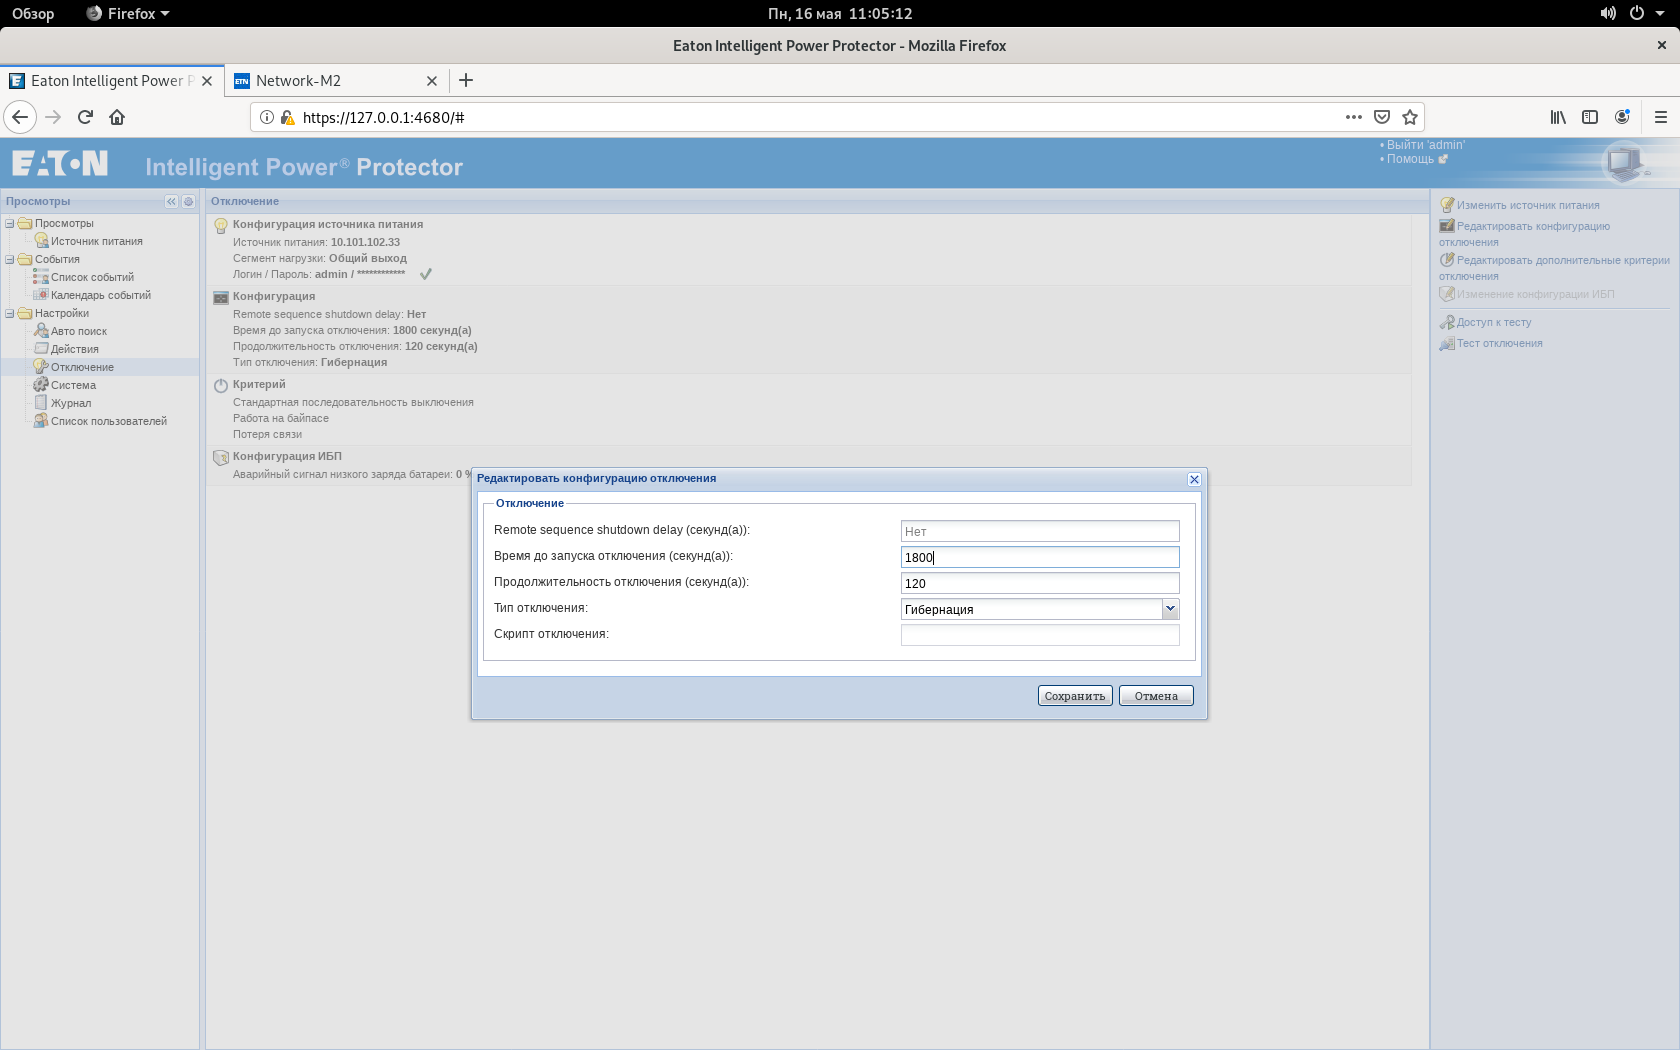 Обзор
Firefox
Пн, 16 мая 11:05:12
Eaton Intelligent Power Protector - Mozilla Firefox
Eaton Intelligent Power P
ETN Network-M2
https://127.0.0.1:4680/#
EATON
Intelligent Power® Protector
• Выйти 'admin'
• Помощь
Просмотры
Просмотры
Источник питания
События
Список событий
Календарь событий
Настройки
Авто поиск
Действия
Отключение
Система
Журнал
Список пользователей
Отключение
Конфигурация источника питания
Источник питания: 10.101.102.33
Сегмент нагрузки: Общий выход
Логин / Пароль: admin / ************
Конфигурация
Remote sequence shutdown delay: Нет
Время до запуска отключения: 1800 секунд(а)
Продолжительность отключения: 120 секунд(а)
Тип отключения: Гибернация
Критерий
Стандартная последовательность выключения
Работа на байпасе
Потеря связи
Конфигурация ИБП
Аварийный сигнал низкого заряда батареи: 0 %
Редактировать конфигурацию отключения
Отключение
Remote sequence shutdown delay (секунд(а)): Нет
Время до запуска отключения (секунд(а)): 1800
Продолжительность отключения (секунд(а)): 120
Тип отключения: Гибернация
Скрипт отключения:
Сохранить Отмена
Изменить источник питания
Редактировать конфигурацию
отключения
Редактировать дополнительные критерии
отключения
Изменение конфигурации ИБП
Доступ к тесту
Тест отключения